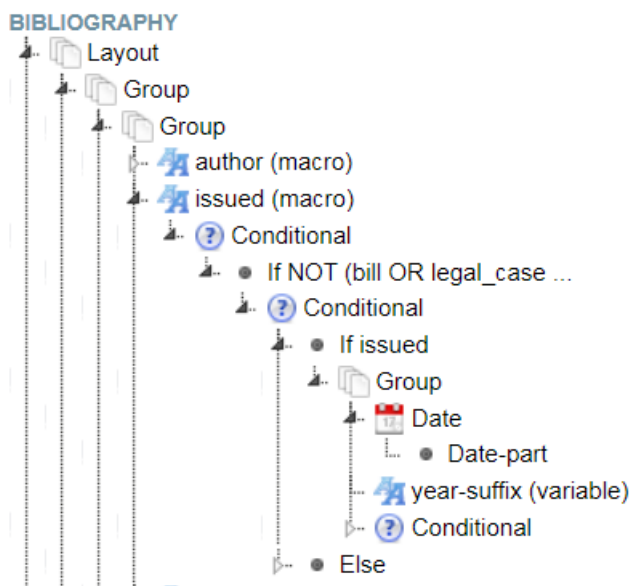 BIBLIOGRAPHY
Layout
Group
Group
author (macro)
issued (macro)
Conditional
If NOT (bill OR legal_case ...
Conditional
If issued
Group
Date
Date-part
year-suffix (variable)
Conditional
Else